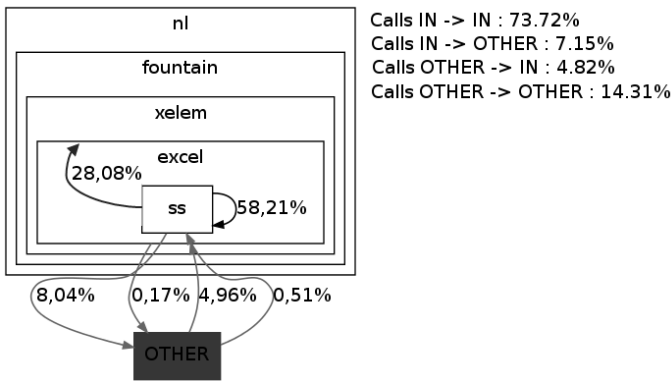 nl
Calls IN -> IN : 73.72%
Calls IN -> OTHER : 7.15%
Calls OTHER -> IN : 4.82%
Calls OTHER -> OTHER : 14.31%
fountain
xelem
excel
28,08%
ss
58,21%
8,04%
0,17%
4,96%
0,51%
OTHER